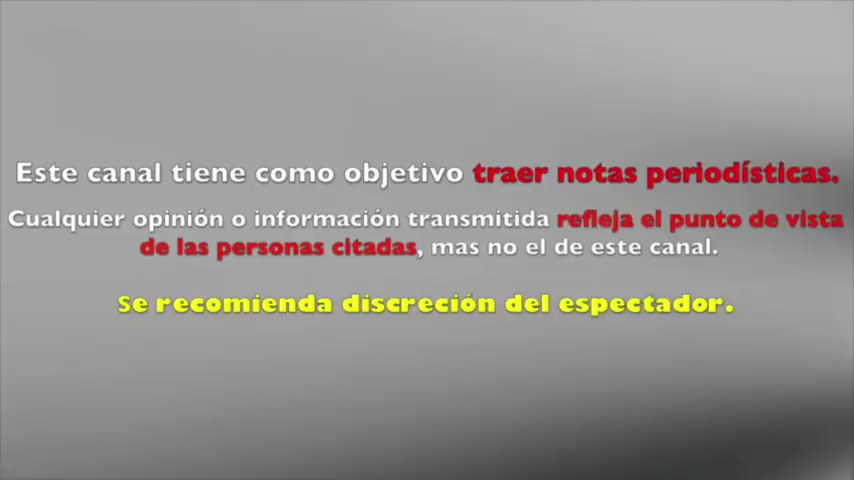 Este canal tiene como objetivo traer notas periodísticas.
Cualquier opinión o información transmitida refleja el punto de vista
de las personas citadas, mas no el de este canal.
Se recomienda discreción del espectador.